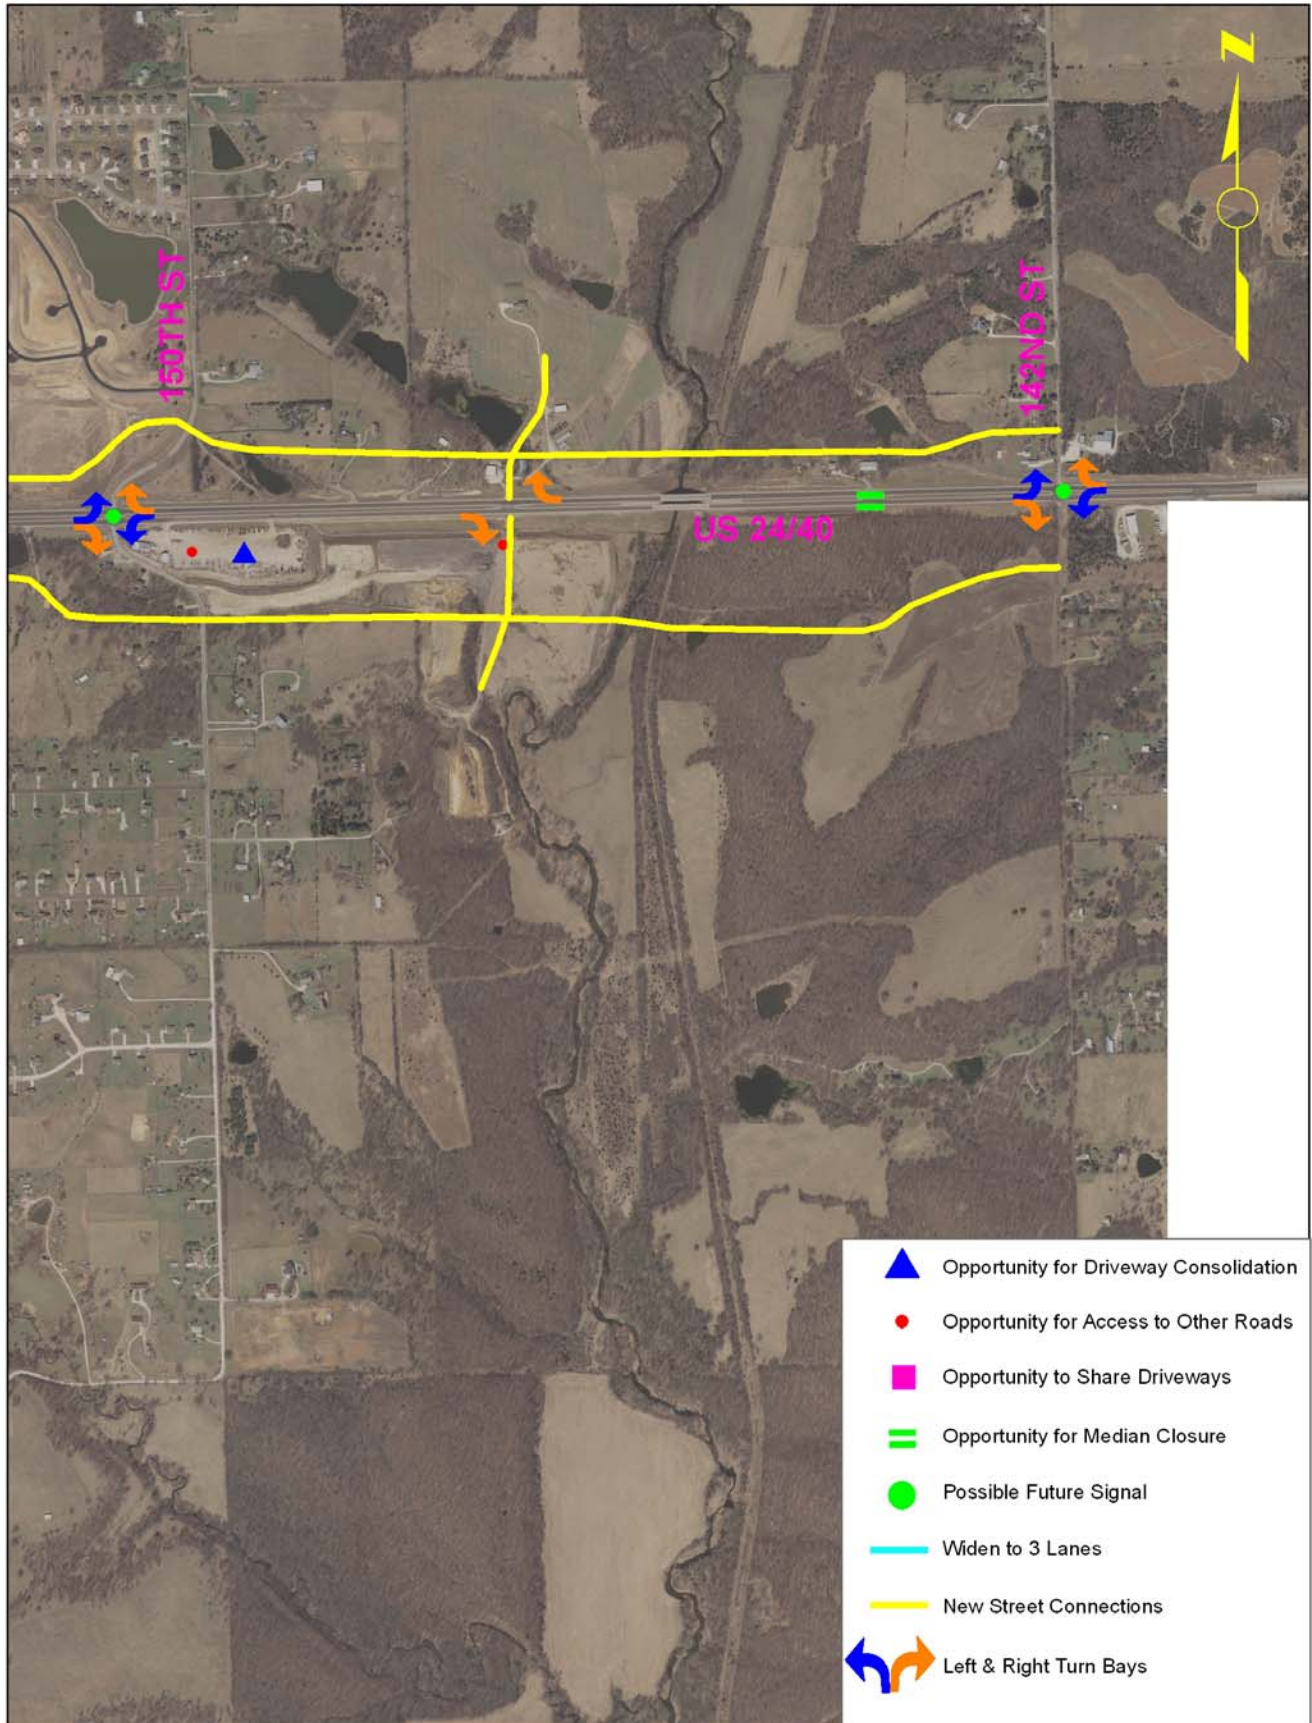 N
150TH ST
142ND ST
US 24/40
Opportunity for Driveway Consolidation
Opportunity for Access to Other Roads
Opportunity to Share Driveways
Opportunity for Median Closure
Possible Future Signal
Widen to 3 Lanes
New Street Connections
Left & Right Turn Bays